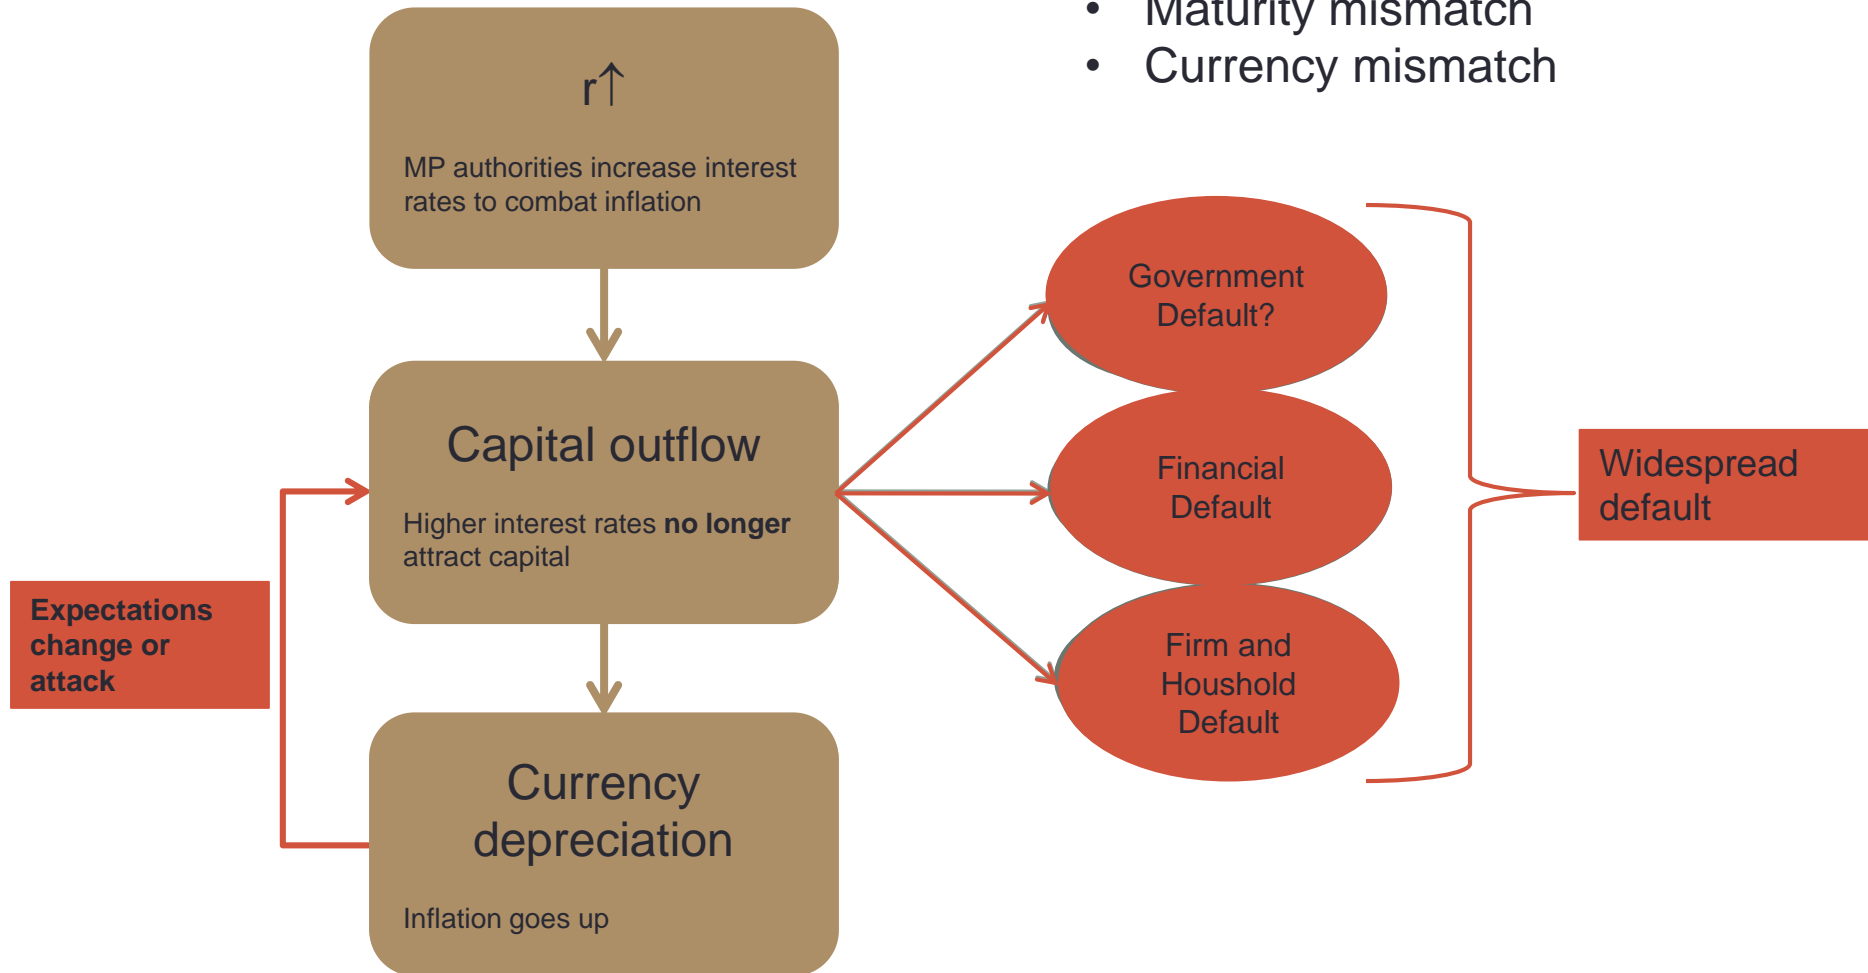 • Maturity mismatch
• Currency mismatch
r↑
MP authorities increase interest
rates to combat inflation
Capital outflow
Higher interest rates no longer
attract capital
Currency
depreciation
Inflation goes up
Expectations
change or
attack
Government
Default?
Financial
Default
Firm and
Houshold
Default
Widespread
default